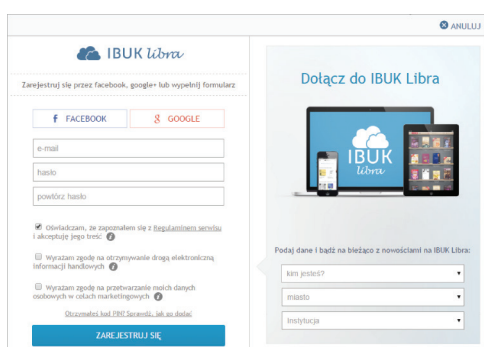 ANULUJ
IBUK libra
Zarejestruj się przez facebook, google+ lub wypełnij formularz
f FACEBOOK
8 GOOGLE
e-mail
hasło
powtórz hasło
Oświadczam, że zapoznałem się z Regulaminem serwisu
i akceptuję jego treść
Wyrażam zgodę na otrzymywanie drogą elektroniczną
informacji handlowych
Wyrażam zgodę na przetwarzanie moich danych
osobowych w celach marketingowych
Otrzymałeś kod PIN? Sprawdź, jak go dodać
ZAREJESTRUJ SIĘ
Dołącz do IBUK Libra
IBUK
libra
Podaj dane i bądź na bieżąco z nowościami na IBUK Libra:
kim jesteś?
miasto
Instytucja